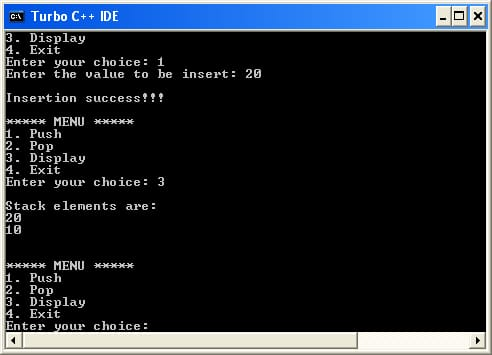 Turbo C++ IDE
3. Display
4. Exit
Enter your choice: 1
Enter the value to be insert: 20
Insertion success!!!
***** MENU *****
1. Push
2. Pop
3. Display
4. Exit
Enter your choice: 3
Stack elements are:
20
10
***** MENU *****
1. Push
2. Pop
3. Display
4. Exit
Enter your choice: